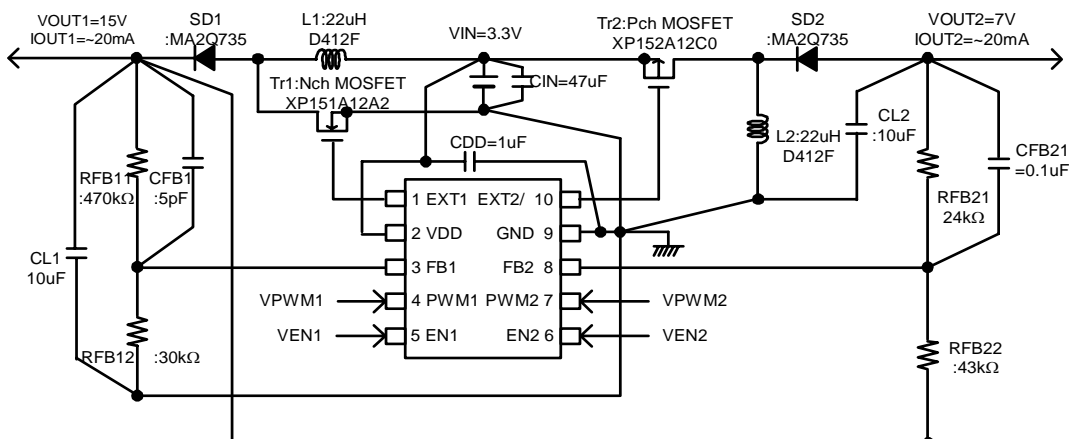 VOUT1=15V
IOUT1=~20mA
SD1
:MA2Q735
L1:22uH
D412F
VIN=3.3V
Tr2:Pch MOSFET
XP152A12C0
SD2
:MA2Q735
VOUT2=7V
IOUT2=~20mA
Tr1:Nch MOSFET
XP151A12A2
CIN=47uF
CL2
:10uF
L2:22uH
D412F
CDD=1uF
CFB21
=0.1uF
RFB11
:470kΩ
CFB1
:5pF
RFB21
24kΩ
1 EXT1 EXT2/ 10
2 VDD GND 9
3 FB1 FB2 8
4 PWM1 PWM2 7
5 EN1 EN2 6
CL1
10uF
VPWM1
VPWM2
VEN1
VEN2
RFB12 :30kΩ
RFB22
:43kΩ